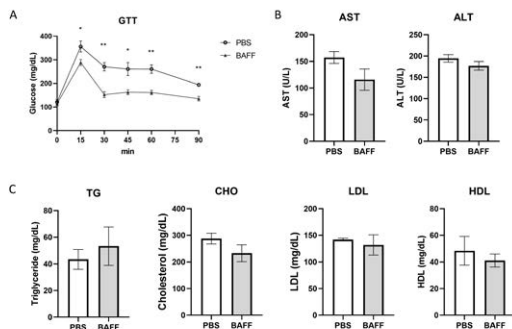 A
GTT
Glucose (mg/dL)
400
300
200
100
0
*
**
*
**
**
0 15 30 45 60 75 90
min
PBS
BAFF
B
AST
AST (U/L)
200
150
100
50
0
PBS BAFF
ALT
ALT (U/L)
250
200
150
100
50
0
PBS BAFF
C
TG
Triglyceride (mg/dL)
80
60
40
20
0
PBS BAFF
CHO
Cholesterol (mg/dL)
400
300
200
100
0
PBS BAFF
LDL
LDL (mg/dL)
200
150
100
50
0
PBS BAFF
HDL
HDL (mg/dL)
80
60
40
20
0
PBS BAFF